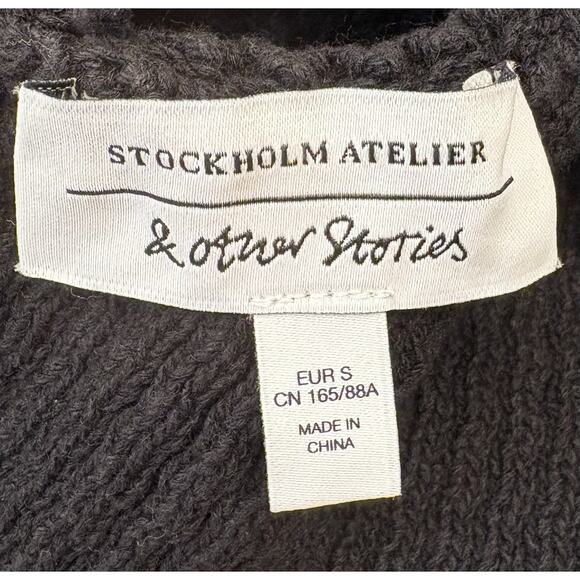 STOCKHOLM ATELIER
& other Stories
EUR S
CN 165/88A
MADE IN
CHINA